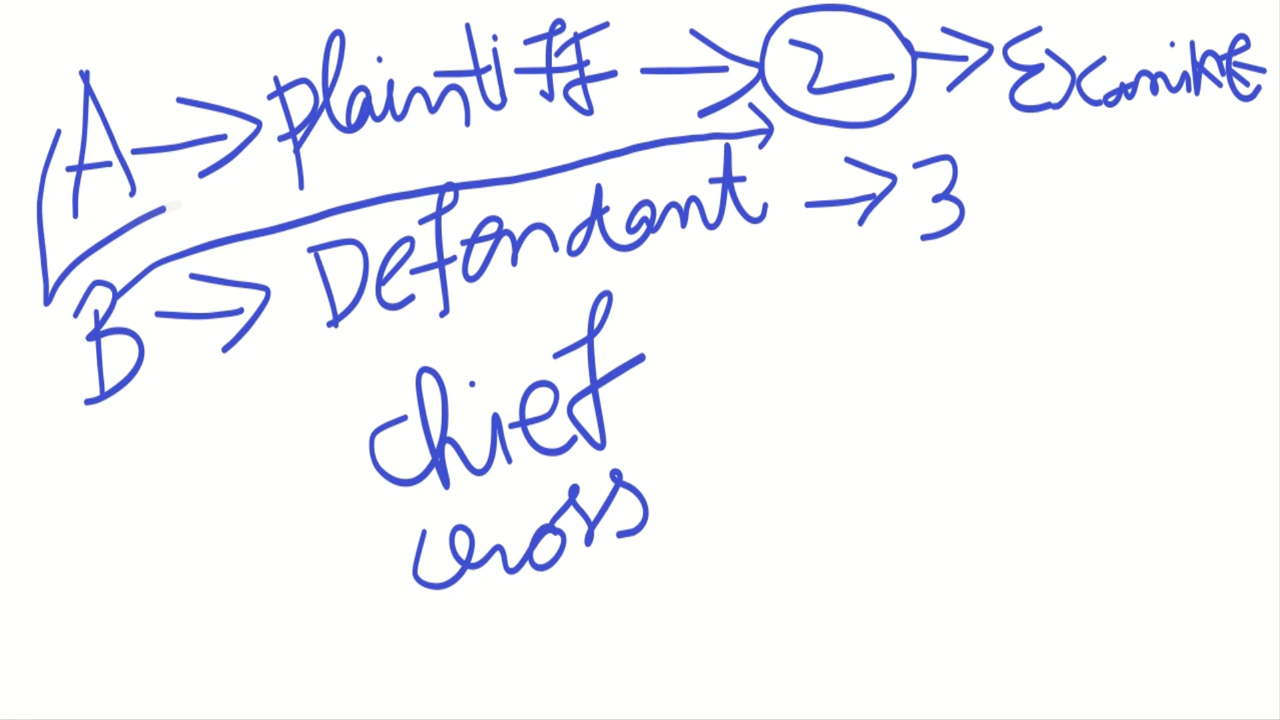 A → plaintiff → 2 → Examine
B → Defendant → 3
chief
cross